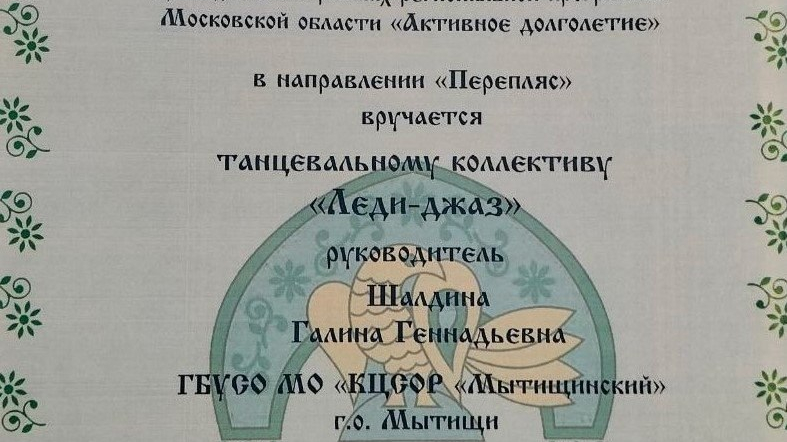 Московской области «Активное долголетие»
в направлении «Перепляс»
вручается
танцевальному коллективу
«Леди-джаз»
руководитель
Шалдина
Галина Геннадьевна
ГБУСО МО «КЦСОР «Мытищинский»
г.о. Мытищи